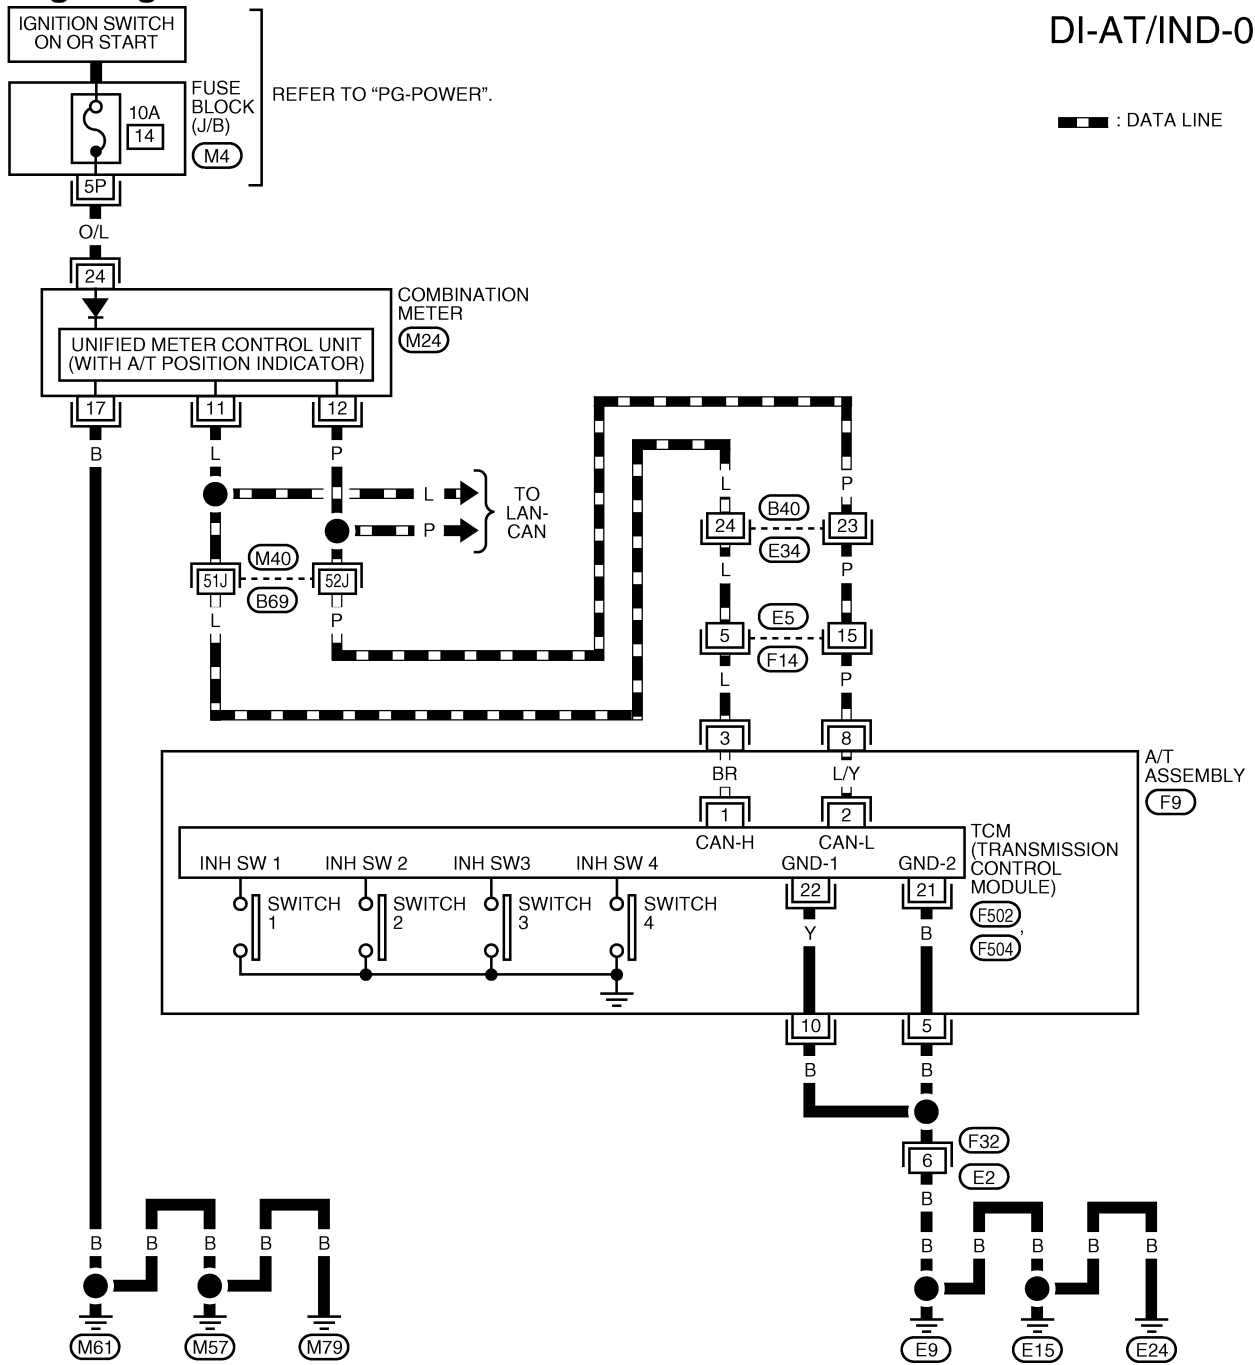 DI-AT/IND-0
IGNITION SWITCH
ON OR START
FUSE
BLOCK
(J/B)
M4
10A
14
REFER TO “PG-POWER”.
: DATA LINE
5P
O/L
24
COMBINATION
METER
M24
UNIFIED METER CONTROL UNIT
(WITH A/T POSITION INDICATOR)
17
11
12
B
L
P
L
P
TO
LAN-
CAN
51J
M40
B69
52J
L
P
L
P
24
B40
E34
23
L
P
5
E5
F14
15
L
P
3
8
A/T
ASSEMBLY
F9
BR
L/Y
1
2
CAN-H
CAN-L
TCM
(TRANSMISSION
CONTROL
MODULE)
F502
,
F504
INH SW 1
INH SW 2
INH SW3
INH SW 4
GND-1
GND-2
22
21
SWITCH
1
SWITCH
2
SWITCH
3
SWITCH
4
Y
B
10
5
B
B
6
F32
E2
B
B
B
B
B
B
B
B
B
B
B
M61
M57
M79
E9
E15
E24